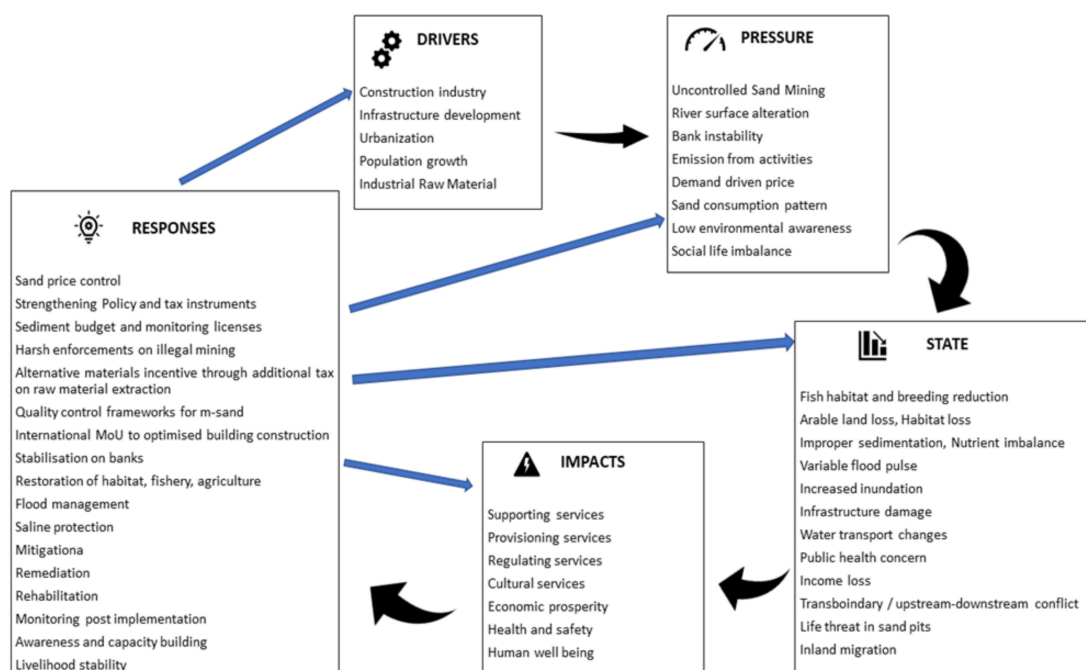 DRIVERS
Construction industry
Infrastructure development
Urbanization
Population growth
Industrial Raw Material
PRESSURE
Uncontrolled Sand Mining
River surface alteration
Bank instability
Emission from activities
Demand driven price
Sand consumption pattern
Low environmental awareness
Social life imbalance
STATE
Fish habitat and breeding reduction
Arable land loss, Habitat loss
Improper sedimentation, Nutrient imbalance
Variable flood pulse
Increased inundation
Infrastructure damage
Water transport changes
Public health concern
Income loss
Transboindary / upstream-downstream conflict
Life threat in sand pits
Inland migration
IMPACTS
Supporting services
Provisioning services
Regulating services
Cultural services
Economic prosperity
Health and safety
Human well being
RESPONSES
Sand price control
Strengthening Policy and tax instruments
Sediment budget and monitoring licenses
Harsh enforcements on illegal mining
Alternative materials incentive through additional tax
on raw material extraction
Quality control frameworks for m-sand
International MoU to optimised building construction
Stabilisation on banks
Restoration of habitat, fishery, agriculture
Flood management
Saline protection
Mitigationa
Remediation
Rehabilitation
Monitoring post implementation
Awareness and capacity building
Livelihood stability